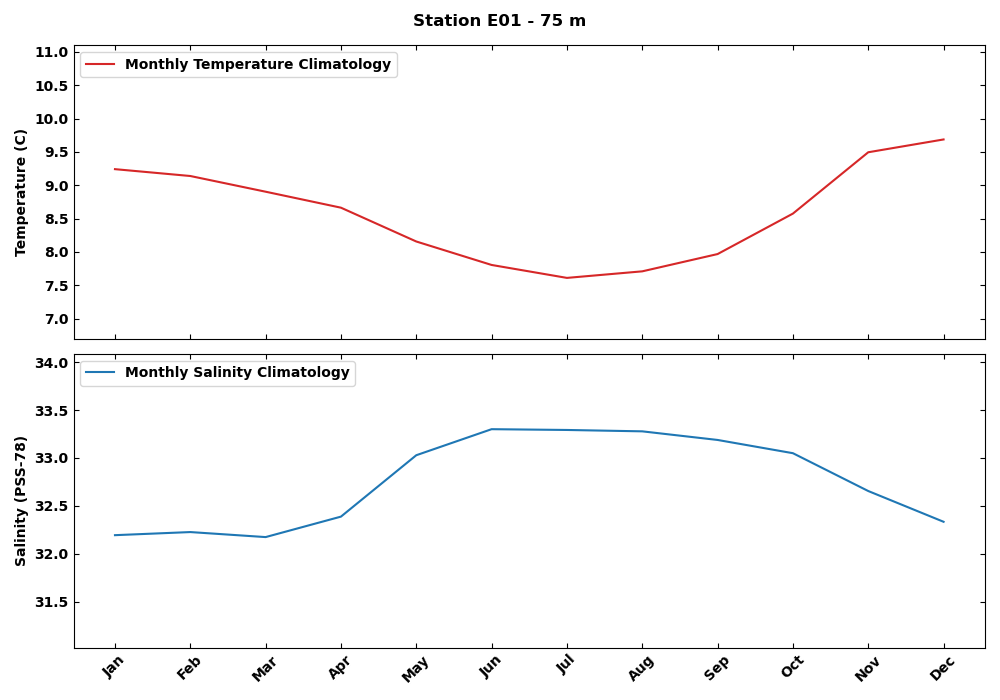 Station E01 - 75 m
Monthly Temperature Climatology
Temperature (C)
11.0
10.5
10.0
9.5
9.0
8.5
8.0
7.5
7.0
Monthly Salinity Climatology
Salinity (PSS-78)
34.0
33.5
33.0
32.5
32.0
31.5
Jan Feb Mar Apr May Jun Jul Aug Sep Oct Nov Dec